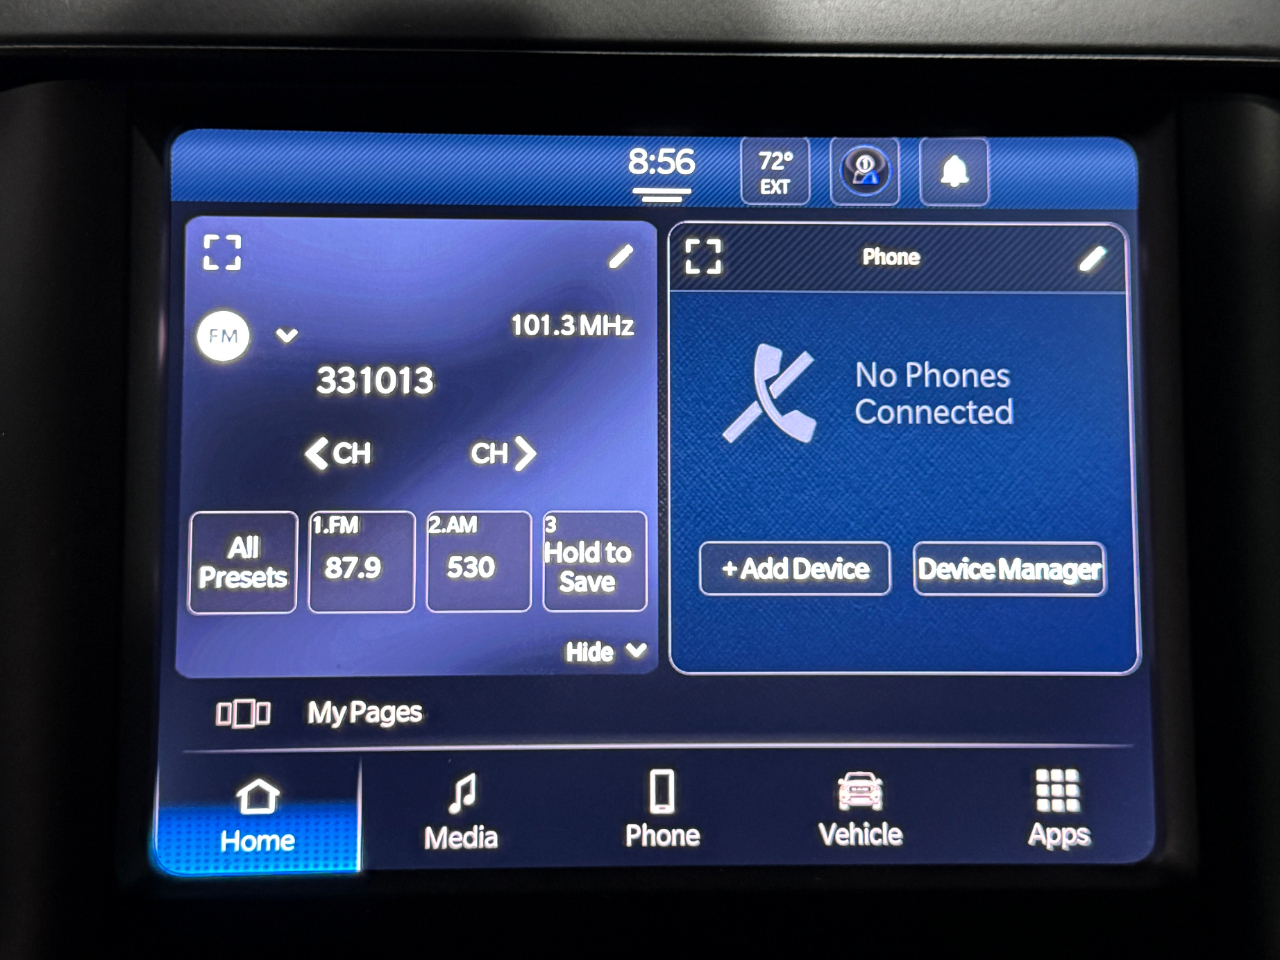 8:56
72°
EXT
1
FM
101.3 MHz
331013
CH
CH
All
Presets
1.FM
87.9
2.AM
530
3
Hold to
Save
Hide
Phone
No Phones
Connected
+ Add Device
Device Manager
My Pages
Home
Media
Phone
Vehicle
Apps